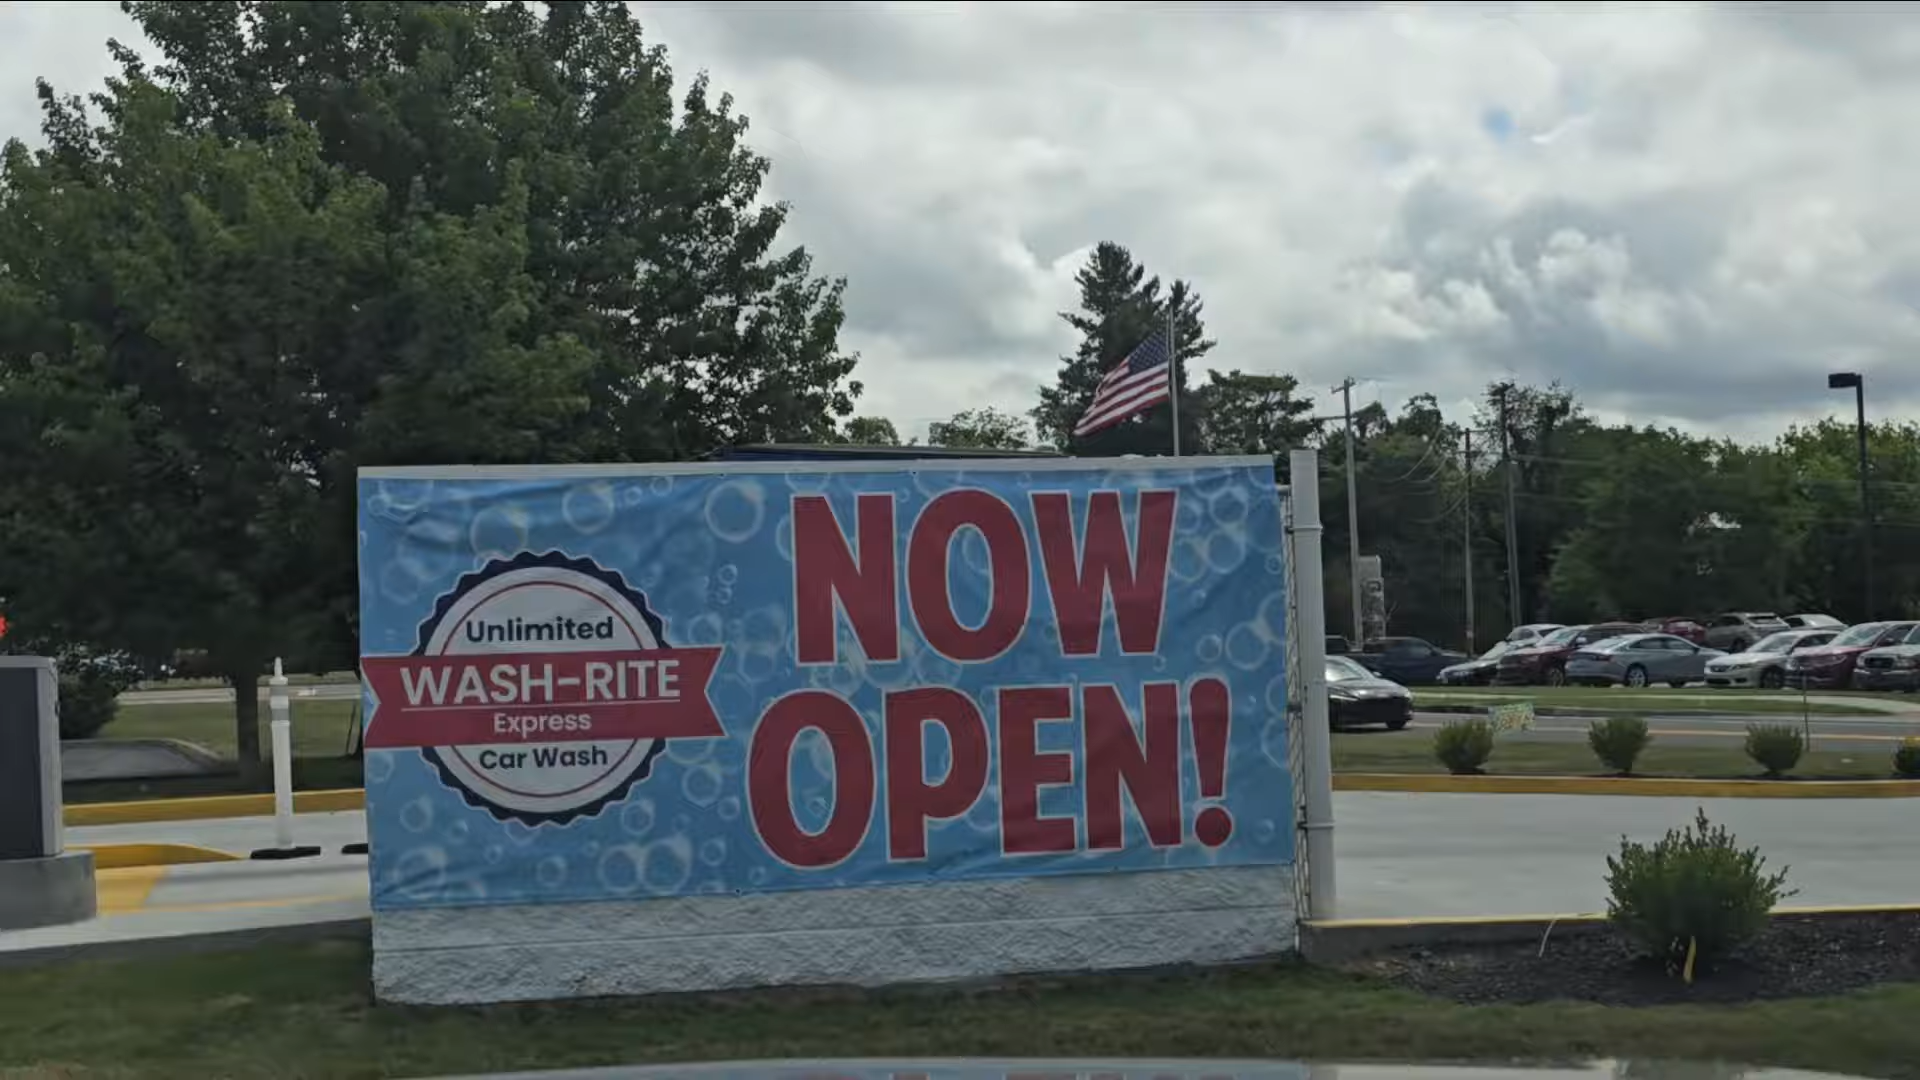 Unlimited
WASH-RITE
Express
Car Wash
NOW
OPEN!